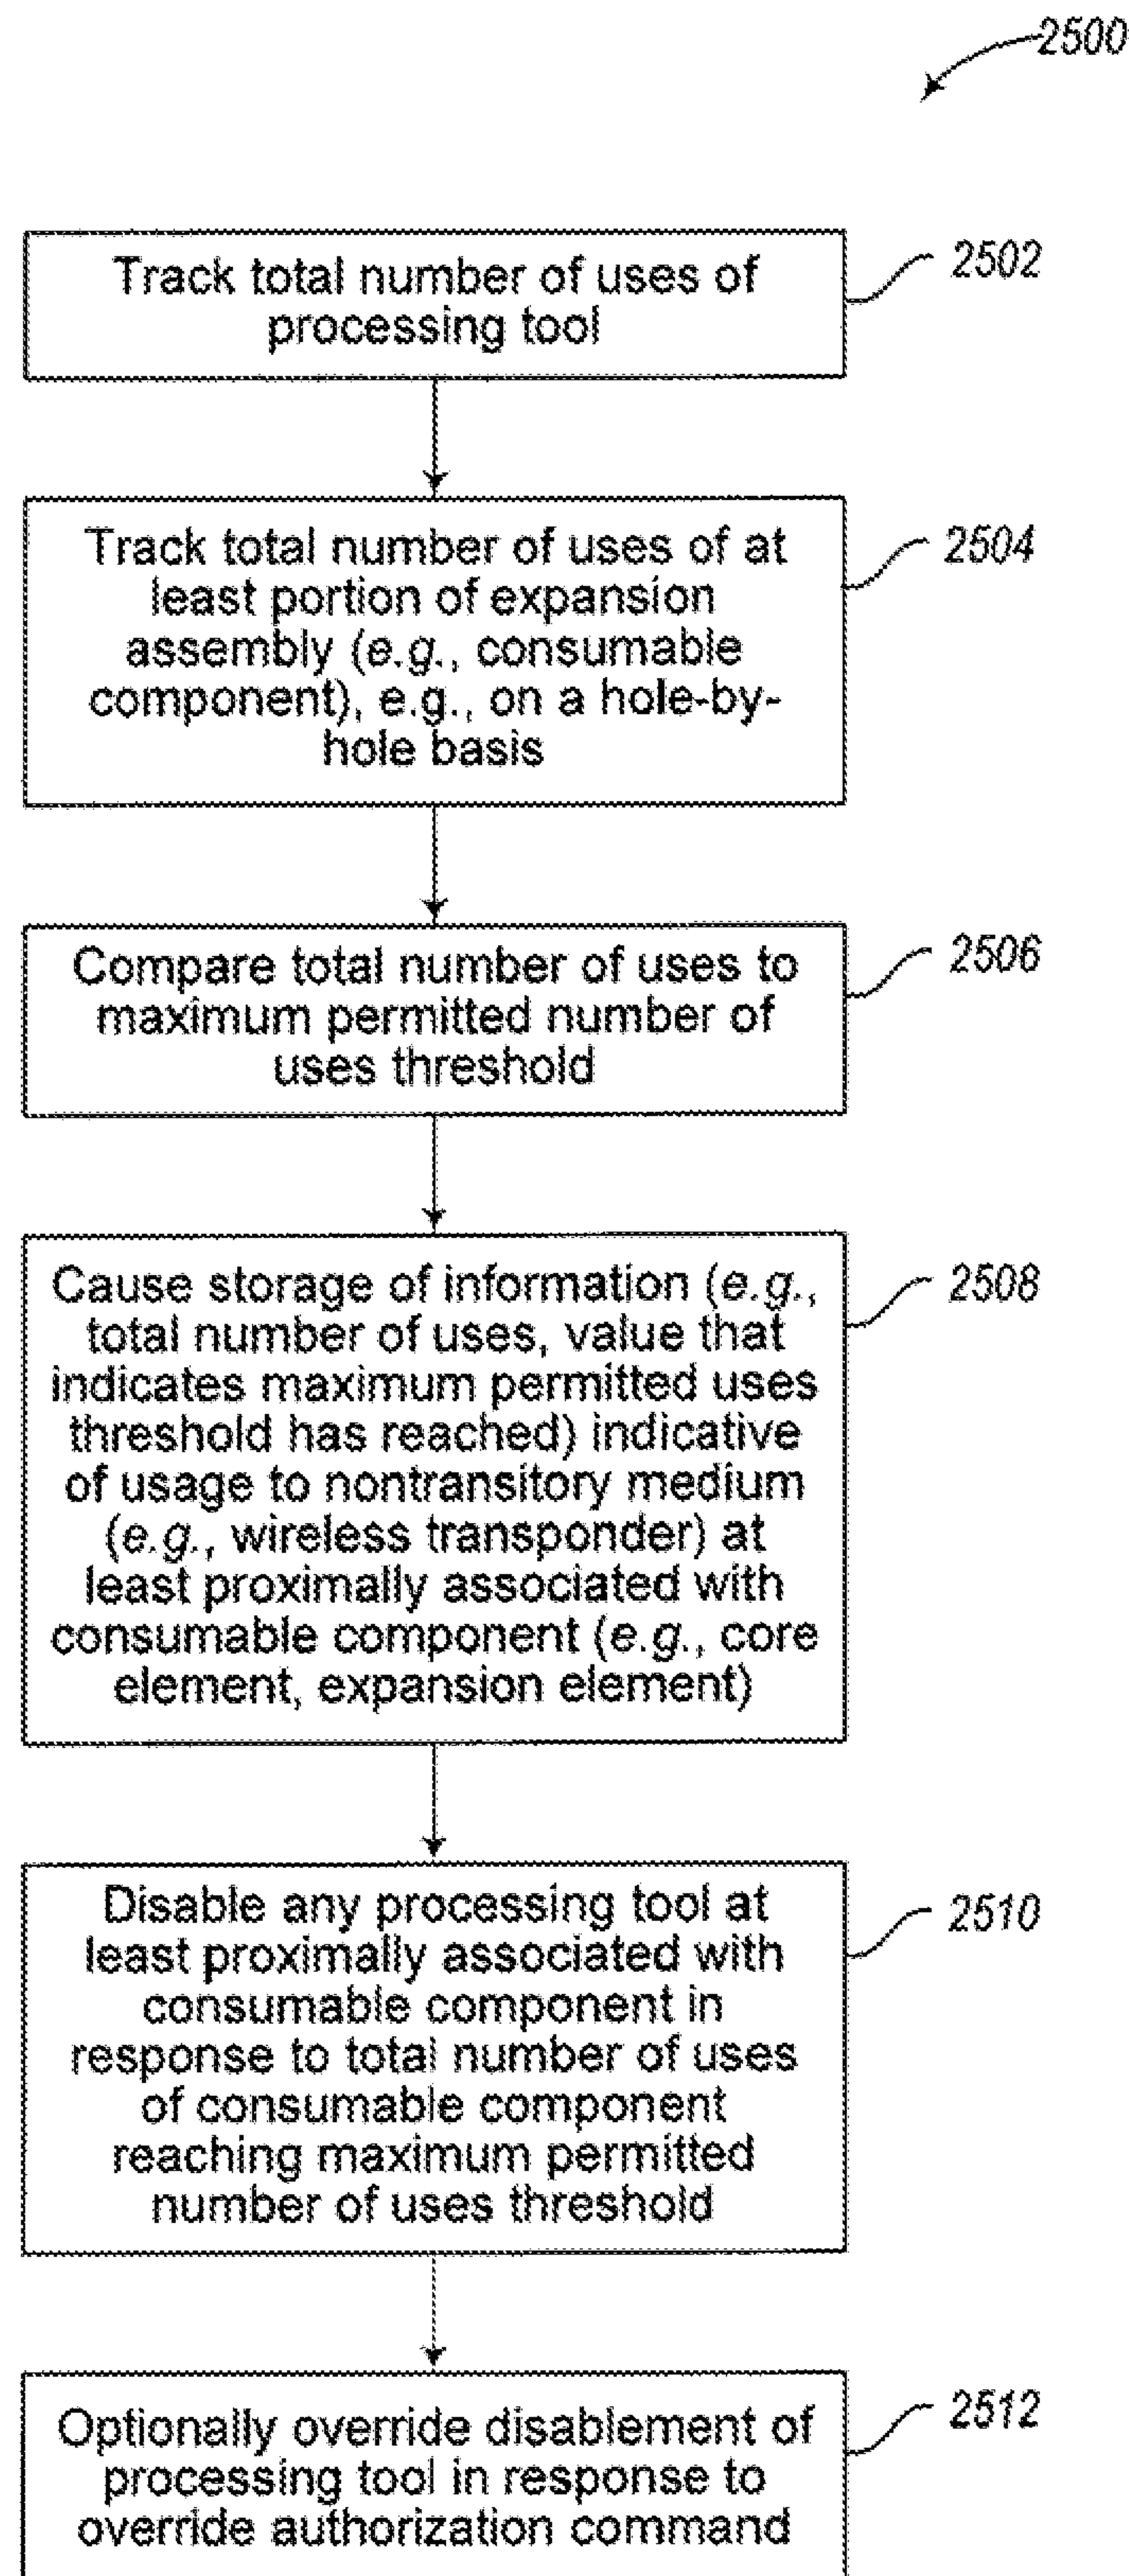 2500
Track total number of uses of
processing tool
2502
Track total number of uses of at
least portion of expansion
assembly (e.g., consumable
component), e.g., on a hole-by-
hole basis
2504
Compare total number of uses to
maximum permitted number of
uses threshold
2506
Cause storage of information (e.g.,
total number of uses, value that
indicates maximum permitted uses
threshold has reached) indicative
of usage to nontransitory medium
(e.g., wireless transponder) at
least proximally associated with
consumable component (e.g., core
element, expansion element)
2508
Disable any processing tool at
least proximally associated with
consumable component in
response to total number of uses
of consumable component
reaching maximum permitted
number of uses threshold
2510
Optionally override disablement of
processing tool in response to
override authorization command
2512